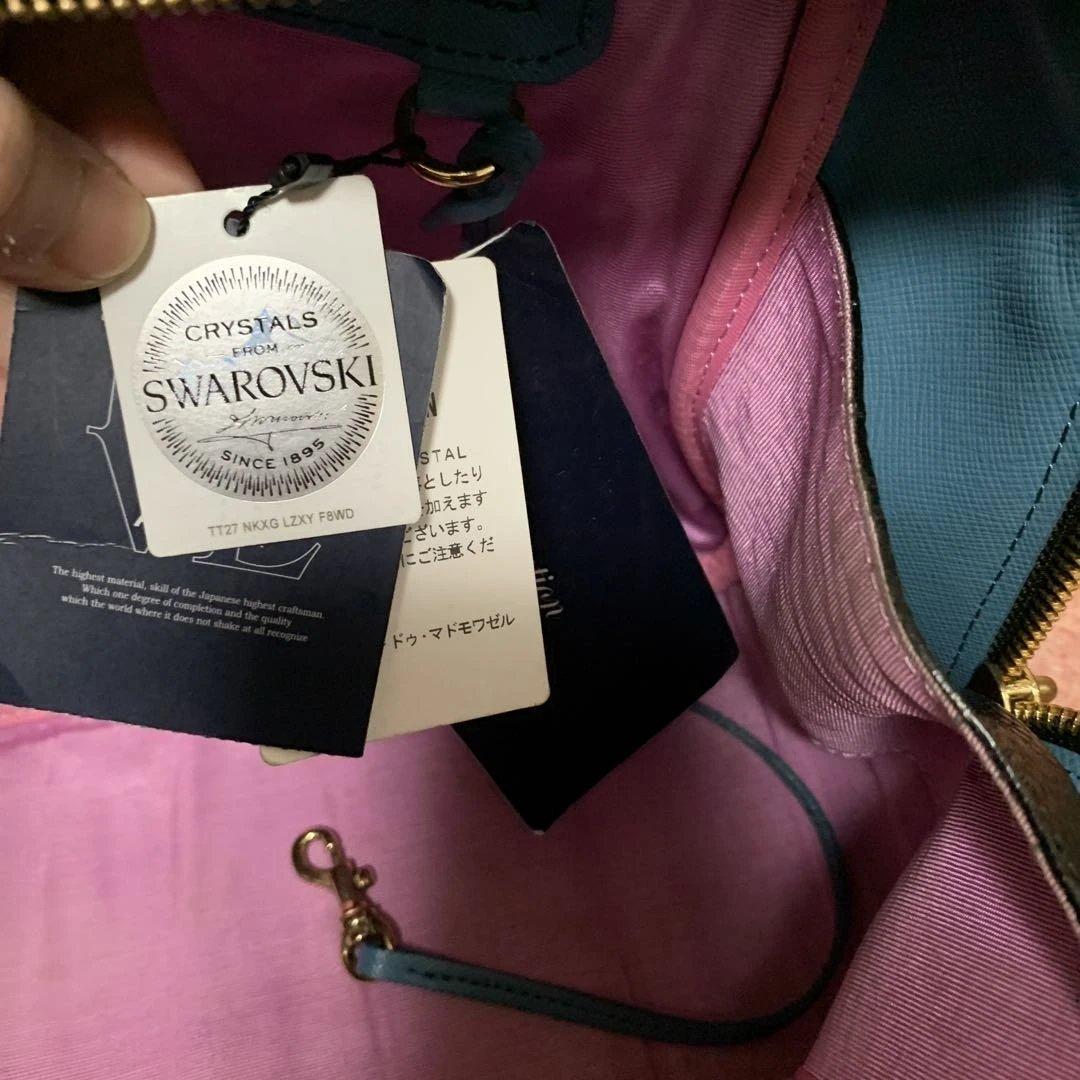 CRYSTALS
FROM
SWAROVSKI
SINCE 1895
TT27 NKXG LZXY F8WD
The highest material, skill of the Japanese highest craftsman.
Which one degree of completion and the quality
which the world where it does not shake at all recognize
N
STAL
としたり
加えます
ざいます。
にご注意くだ
ドゥ・マドモワゼル